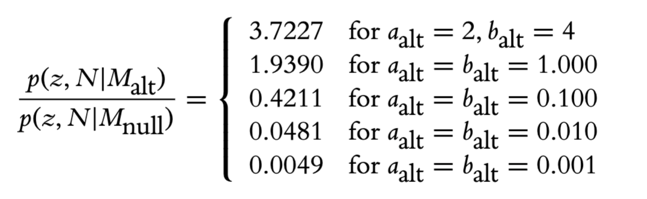 p(z, N|M_alt) / p(z, N|M_null) = {
3.7227 for a_alt = 2, b_alt = 4
1.9390 for a_alt = b_alt = 1.000
0.4211 for a_alt = b_alt = 0.100
0.0481 for a_alt = b_alt = 0.010
0.0049 for a_alt = b_alt = 0.001